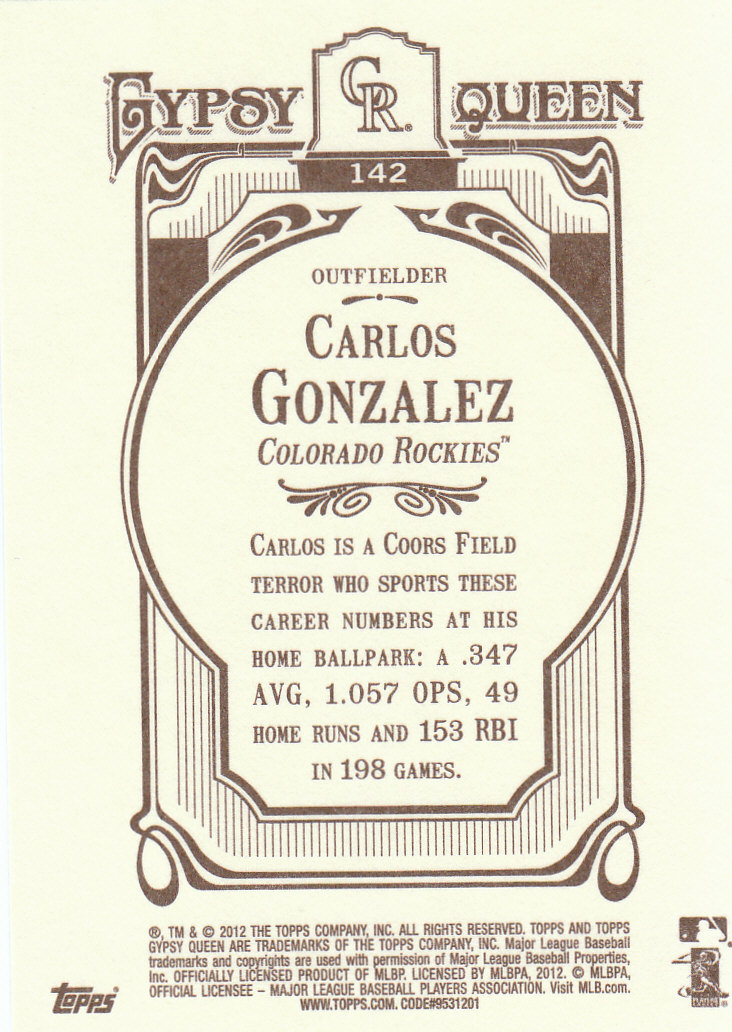 GYPSY QUEEN
CR®
142
OUTFIELDER
CARLOS
GONZALEZ
COLORADO ROCKIES™
CARLOS IS A COORS FIELD
TERROR WHO SPORTS THESE
CAREER NUMBERS AT HIS
HOME BALLPARK: A .347
AVG, 1.057 OPS, 49
HOME RUNS AND 153 RBI
IN 198 GAMES.
®, TM & © 2012 THE TOPPS COMPANY, INC. ALL RIGHTS RESERVED. TOPPS AND TOPPS
GYPSY QUEEN ARE TRADEMARKS OF THE TOPPS COMPANY, INC. Major League Baseball
trademarks and copyrights are used with permission of Major League Baseball Properties,
Inc. OFFICIALLY LICENSED PRODUCT OF MLBP. LICENSED BY MLBPA, 2012. © MLBPA,
OFFICIAL LICENSEE – MAJOR LEAGUE BASEBALL PLAYERS ASSOCIATION. Visit MLB.com.
WWW.TOPPS.COM. CODE#9531201
topps®